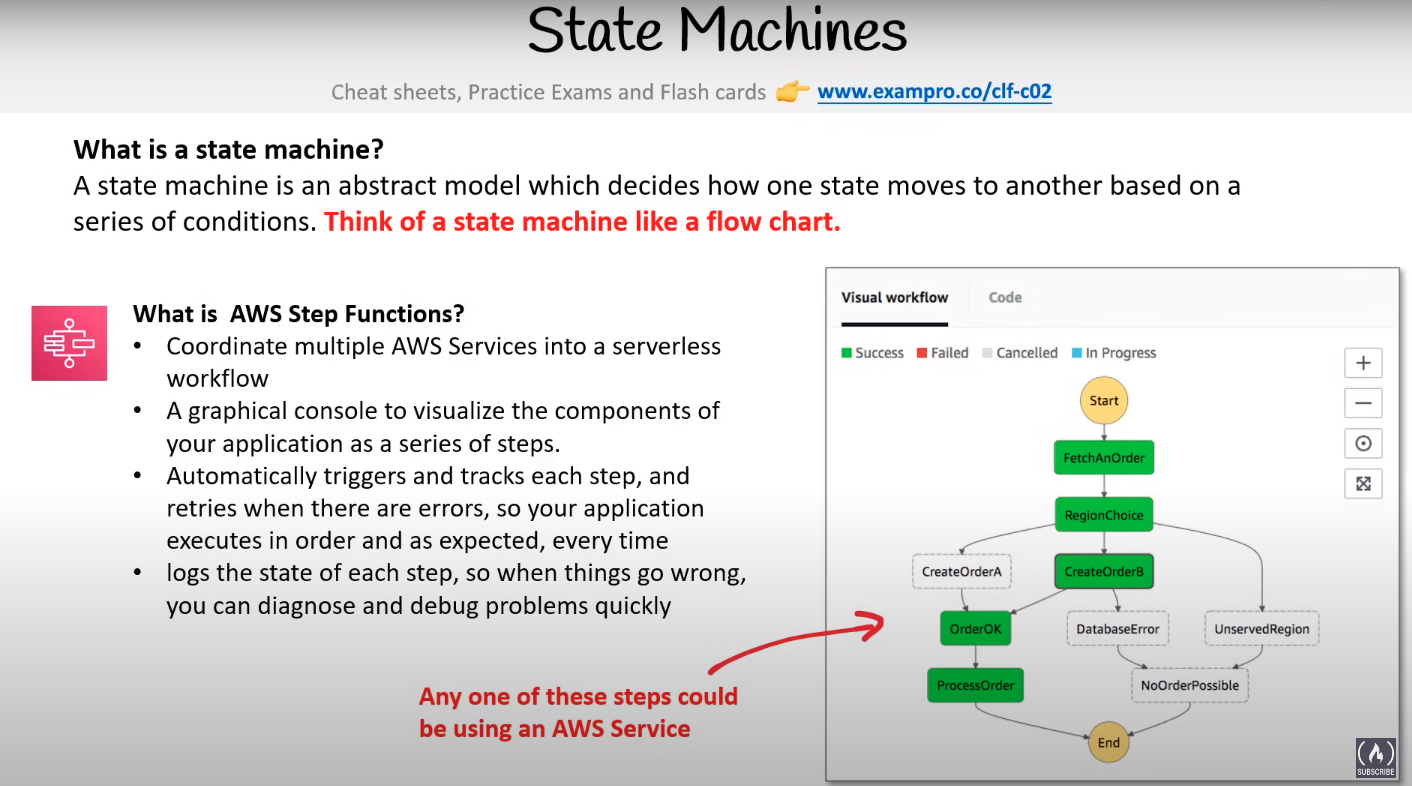 State Machines
Cheat sheets, Practice Exams and Flash cards 👉 www.exampro.co/clf-c02
What is a state machine?
A state machine is an abstract model which decides how one state moves to another based on a
series of conditions. Think of a state machine like a flow chart.
What is AWS Step Functions?
• Coordinate multiple AWS Services into a serverless
workflow
• A graphical console to visualize the components of
your application as a series of steps.
• Automatically triggers and tracks each step, and
retries when there are errors, so your application
executes in order and as expected, every time
• logs the state of each step, so when things go wrong,
you can diagnose and debug problems quickly
Any one of these steps could
be using an AWS Service
Visual workflow Code
Success Failed Cancelled In Progress
Start
FetchAnOrder
RegionChoice
CreateOrderA CreateOrderB
OrderOK DatabaseError UnservedRegion
ProcessOrder NoOrderPossible
End
SUBSCRIBE